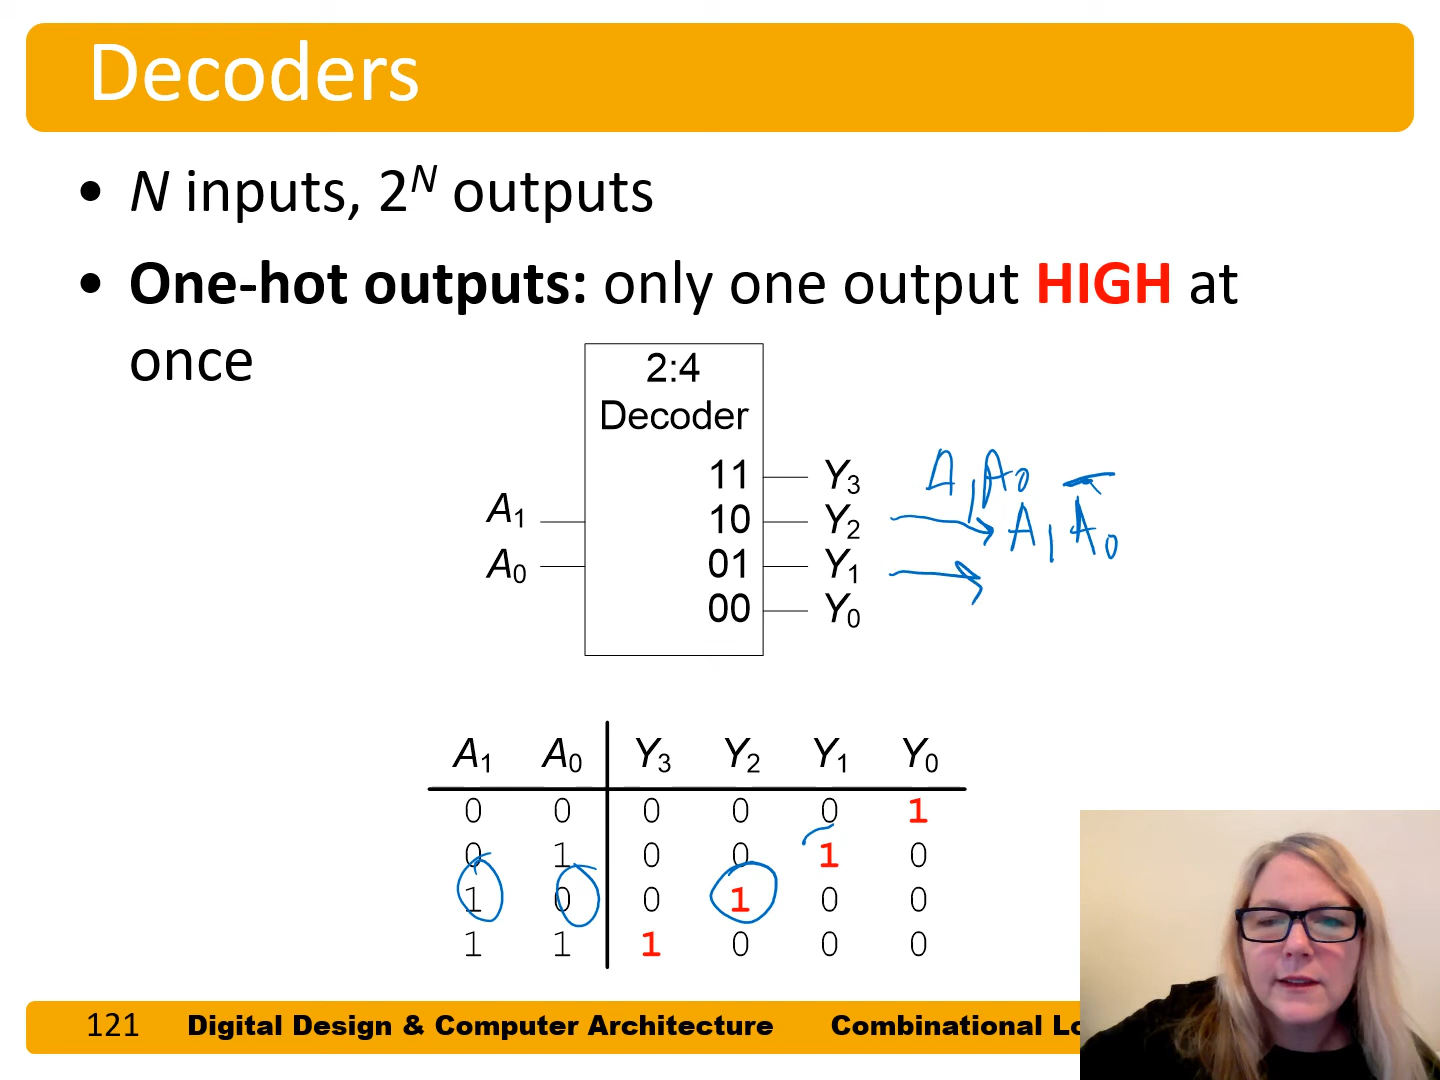 Decoders
• N inputs, 2^N outputs
• One-hot outputs: only one output HIGH at
once
2:4
Decoder
11 Y3 A1A0
A1 10 Y2 A1A̅0
A0 01 Y1
00 Y0
A1 A0 Y3 Y2 Y1 Y0
0 0 0 0 0 1
0 1 0 0 1 0
1 0 0 1 0 0
1 1 1 0 0 0
121 Digital Design & Computer Architecture Combinational